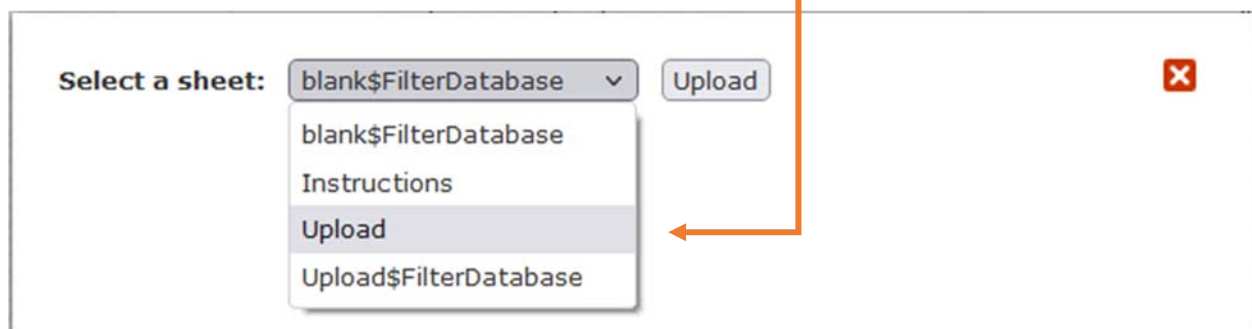 Select a sheet: blank$FilterDatabase Upload
blank$FilterDatabase
Instructions
Upload
Upload$FilterDatabase